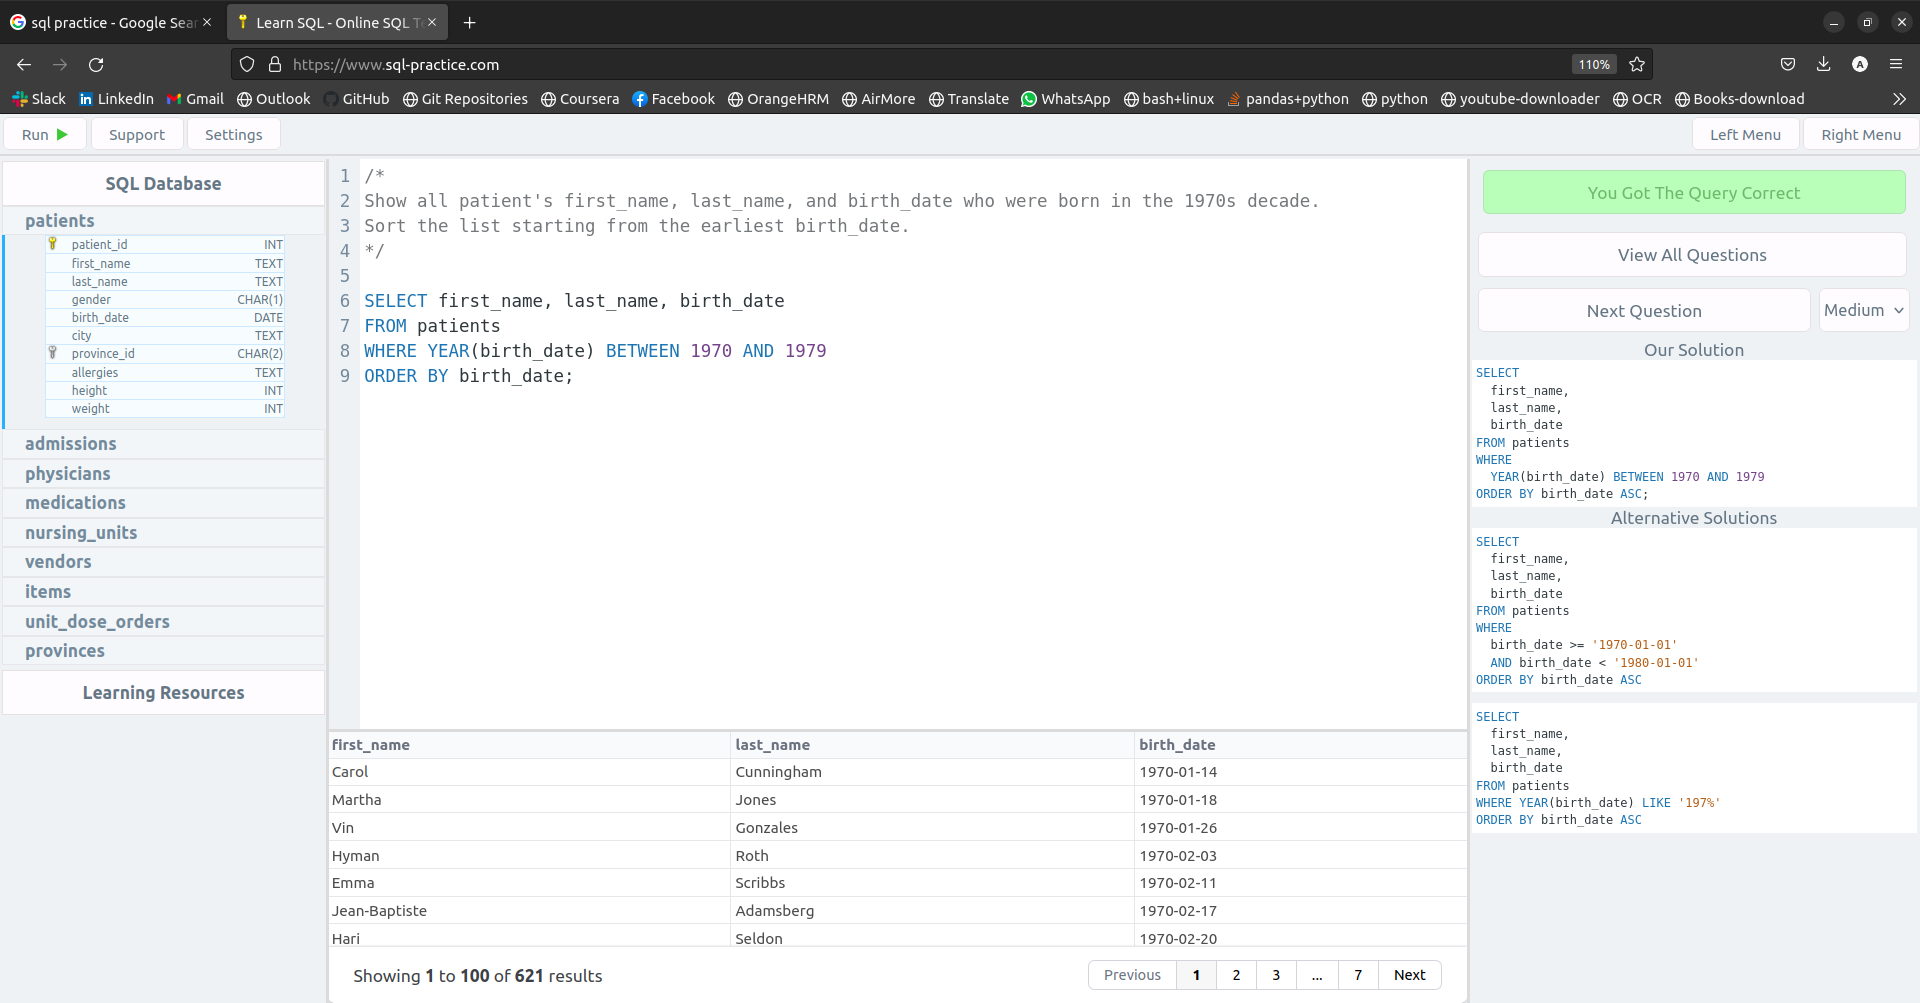 sql practice - Google Sear
Learn SQL - Online SQL Te
https://www.sql-practice.com
110%
Slack LinkedIn Gmail Outlook GitHub Git Repositories Coursera Facebook OrangeHRM AirMore Translate WhatsApp bash+linux pandas+python python youtube-downloader OCR Books-download
Run Support Settings Left Menu Right Menu
SQL Database
patients
patient_id INT
first_name TEXT
last_name TEXT
gender CHAR(1)
birth_date DATE
city TEXT
province_id CHAR(2)
allergies TEXT
height INT
weight INT
admissions
physicians
medications
nursing_units
vendors
items
unit_dose_orders
provinces
Learning Resources
1 /*
2 Show all patient's first_name, last_name, and birth_date who were born in the 1970s decade.
3 Sort the list starting from the earliest birth_date.
4 */
5
6 SELECT first_name, last_name, birth_date
7 FROM patients
8 WHERE YEAR(birth_date) BETWEEN 1970 AND 1979
9 ORDER BY birth_date;
first_name last_name birth_date
Carol Cunningham 1970-01-14
Martha Jones 1970-01-18
Vin Gonzales 1970-01-26
Hyman Roth 1970-02-03
Emma Scribbs 1970-02-11
Jean-Baptiste Adamsberg 1970-02-17
Hari Seldon 1970-02-20
Showing 1 to 100 of 621 results
Previous 1 2 3 ... 7 Next
You Got The Query Correct
View All Questions
Next Question Medium
Our Solution
SELECT
first_name,
last_name,
birth_date
FROM patients
WHERE
YEAR(birth_date) BETWEEN 1970 AND 1979
ORDER BY birth_date ASC;
Alternative Solutions
SELECT
first_name,
last_name,
birth_date
FROM patients
WHERE
birth_date >= '1970-01-01'
AND birth_date < '1980-01-01'
ORDER BY birth_date ASC
SELECT
first_name,
last_name,
birth_date
FROM patients
WHERE YEAR(birth_date) LIKE '197%'
ORDER BY birth_date ASC